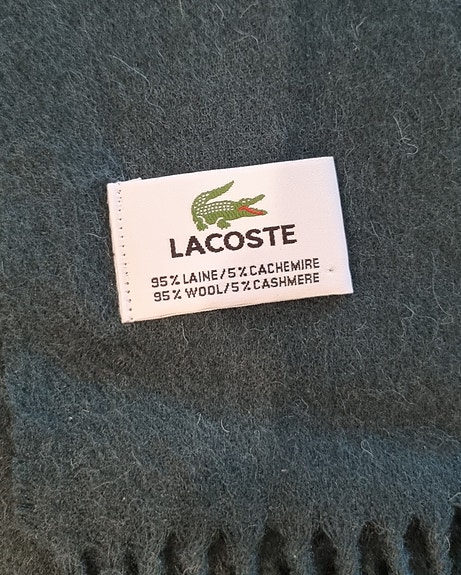 LACOSTE
95% LAINE/5% CACHEMIRE
95% WOOL/5% CASHMERE